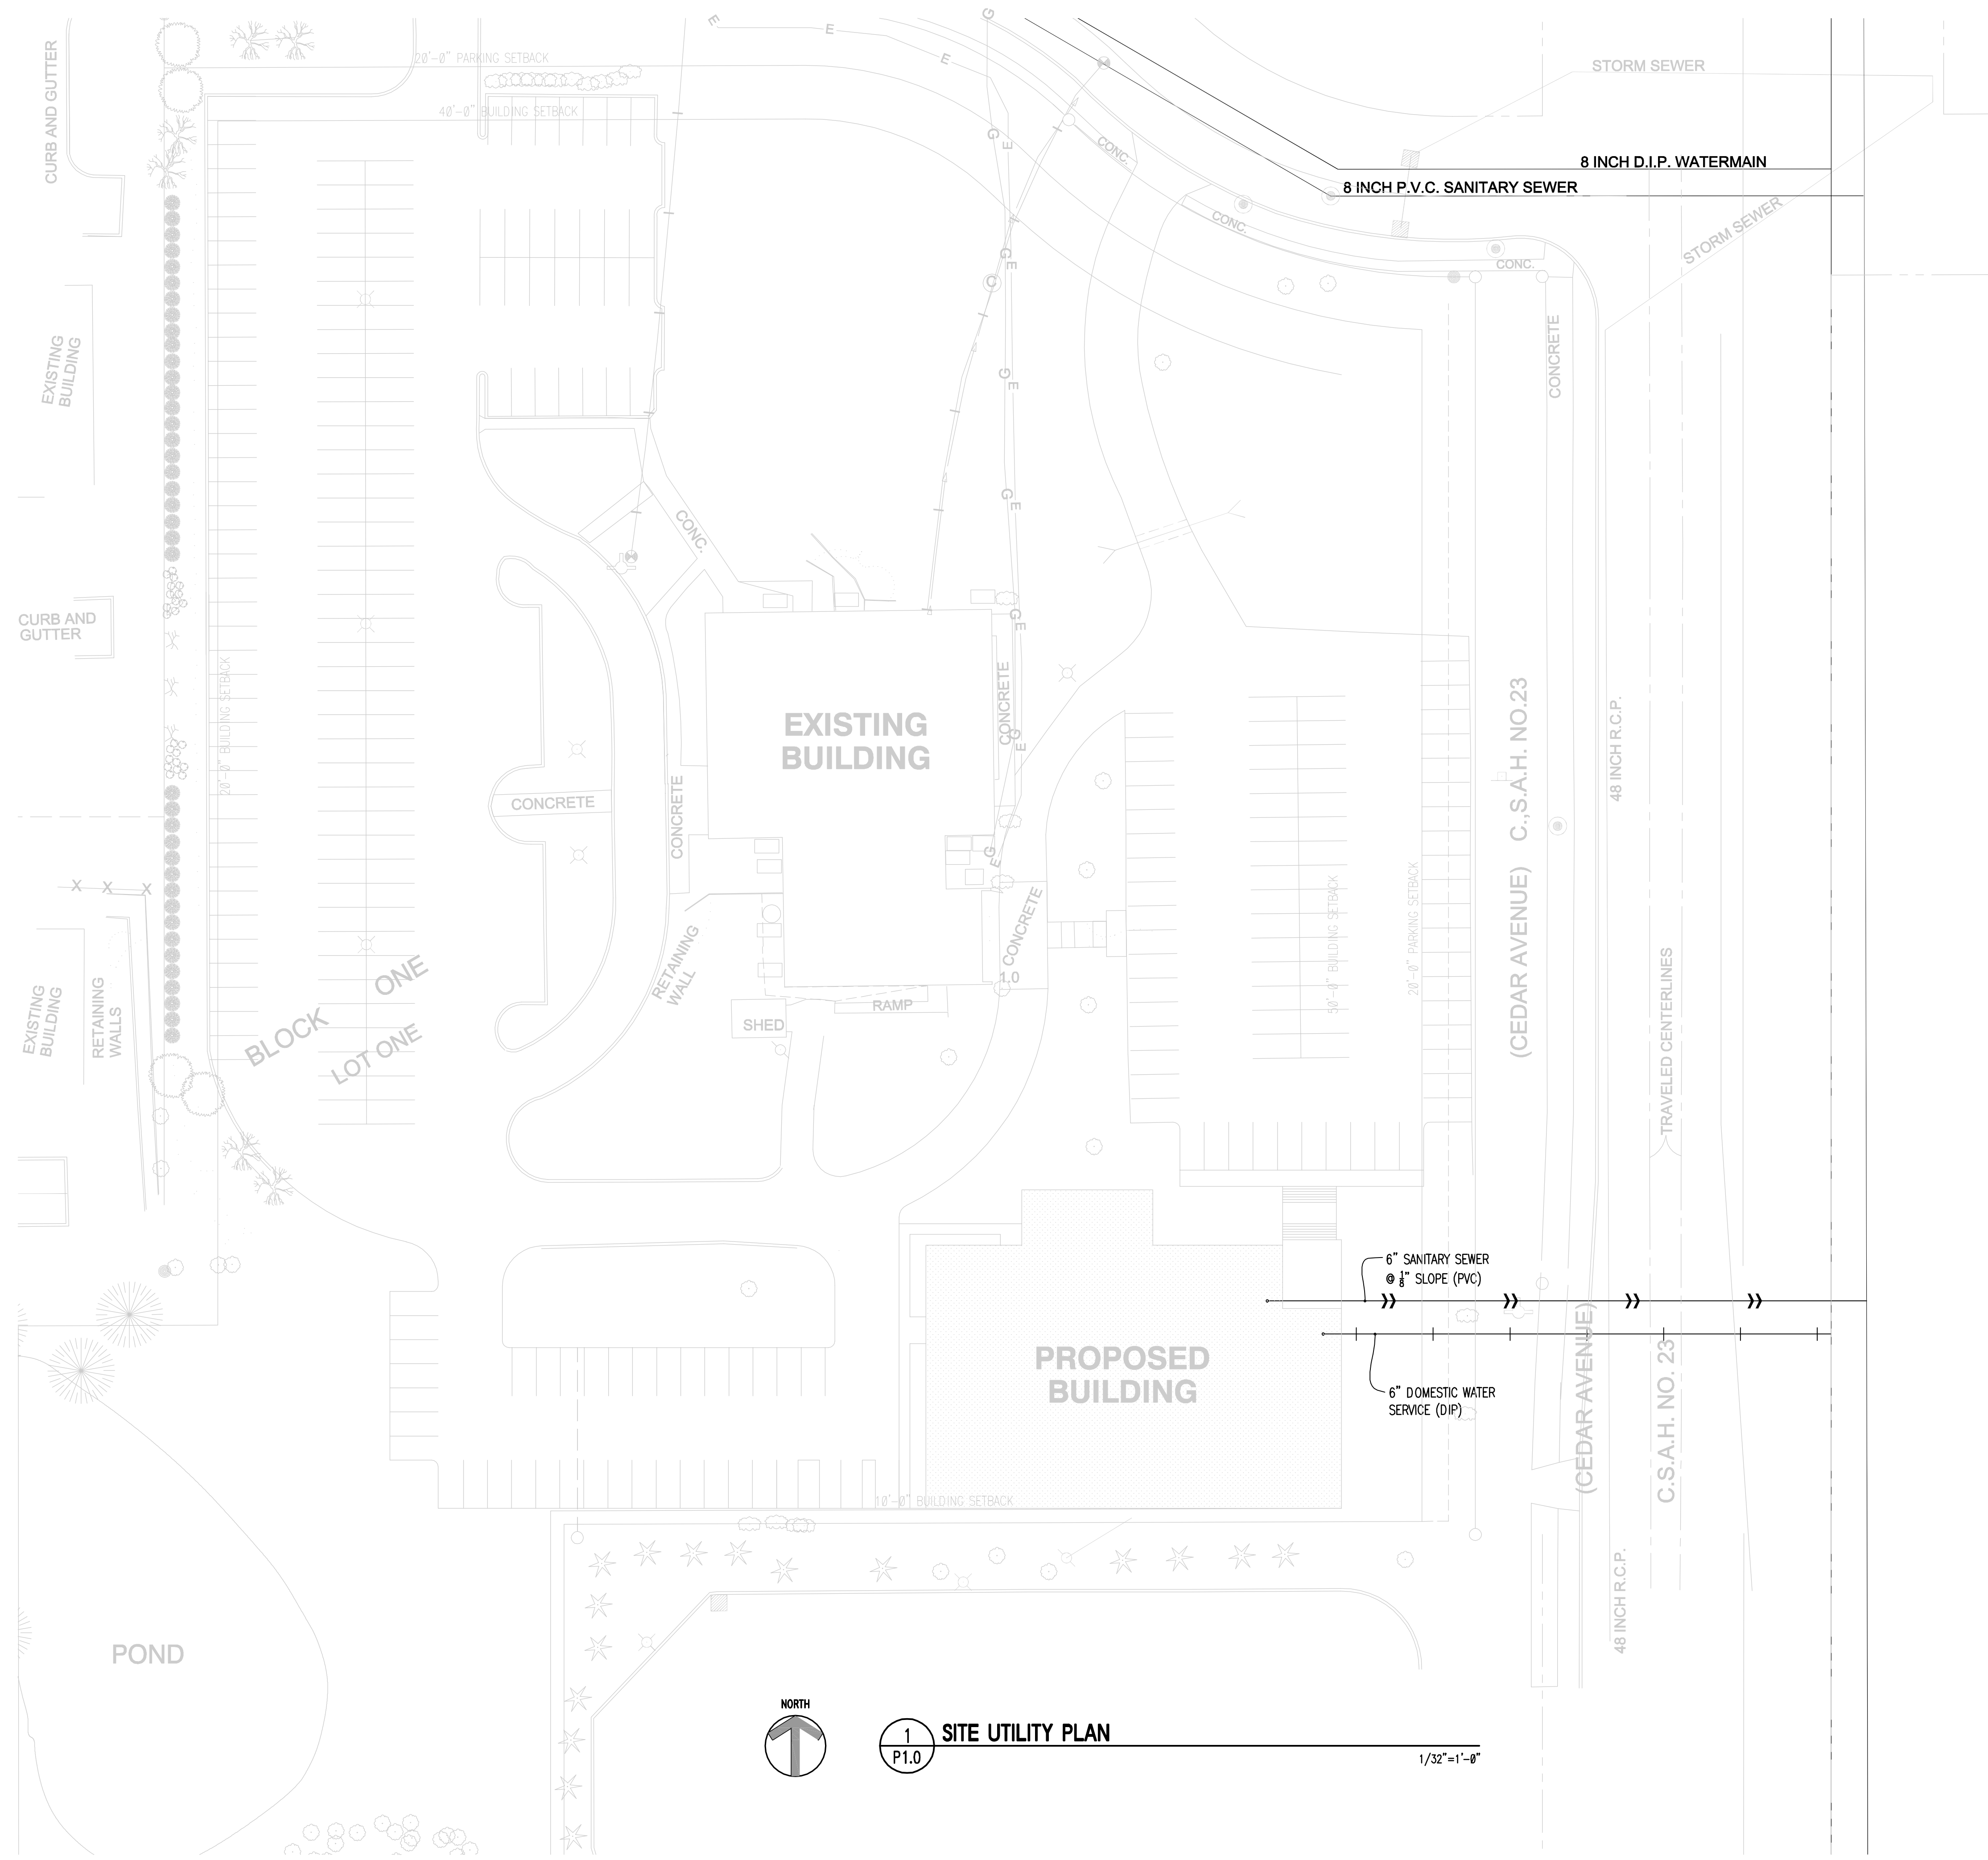 CURB AND GUTTER
20'-0" PARKING SETBACK
40'-0" BUILDING SETBACK
E
E
E
G
STORM SEWER
8 INCH D.I.P. WATERMAIN
8 INCH P.V.C. SANITARY SEWER
STORM SEWER
CONC.
CONC.
CONC.
G
E
G
E
C
EXISTING
BUILDING
G
E
CONCRETE
G
E
CONC.
CURB AND
GUTTER
20'-0" BUILDING SETBACK
G
E
CONCRETE
EXISTING
BUILDING
G
E
C.,S.A.H. NO.23
(CEDAR AVENUE)
48 INCH R.C.P.
CONCRETE
CONCRETE
X X X
G
E
CONCRETE
50'-0" BUILDING SETBACK
20'-0" PARKING SETBACK
RETAINING
WALL
1.0
RAMP
SHED
EXISTING
BUILDING
RETAINING
WALLS
BLOCK ONE
LOT ONE
TRAVELED CENTERLINES
6" SANITARY SEWER
@ 1/8" SLOPE (PVC)
PROPOSED
BUILDING
6" DOMESTIC WATER
SERVICE (DIP)
(CEDAR AVENUE)
C.S.A.H. NO. 23
10'-0" BUILDING SETBACK
48 INCH R.C.P.
POND
NORTH
1
P1.0
SITE UTILITY PLAN
1/32"=1'-0"